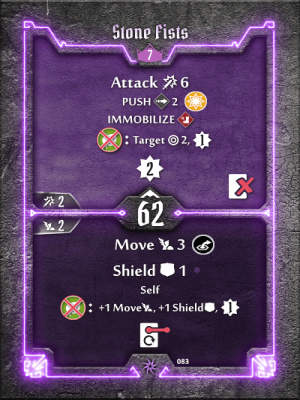 Stone Fists
7
Attack 6
PUSH 2
IMMOBILIZE
: Target 2, 1
2
2
62
2
Move 3
Shield 1
Self
: +1 Move, +1 Shield, 1
083